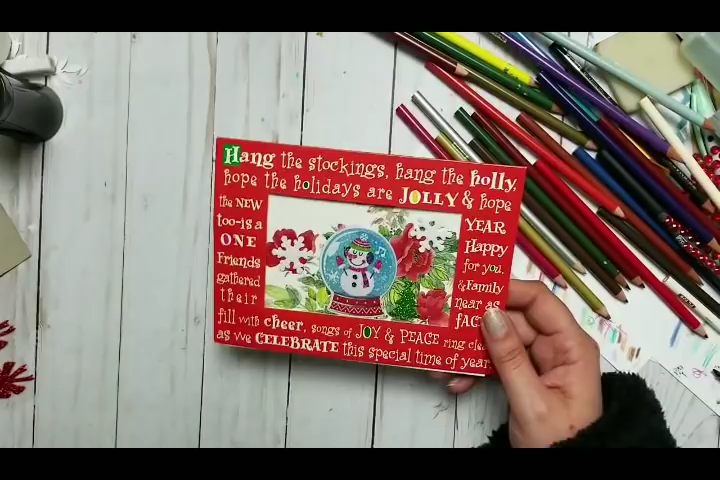 Hang the stockings, hang the holly,
hope the holidays are JOLLY & hope
the NEW
too-is a
ONE
Friends
gathered
their
YEAR
Happy
for you,
&Family
near as
fill with cheer, songs of JOY & PEACE ring
as we CELEBRATE this special time of year